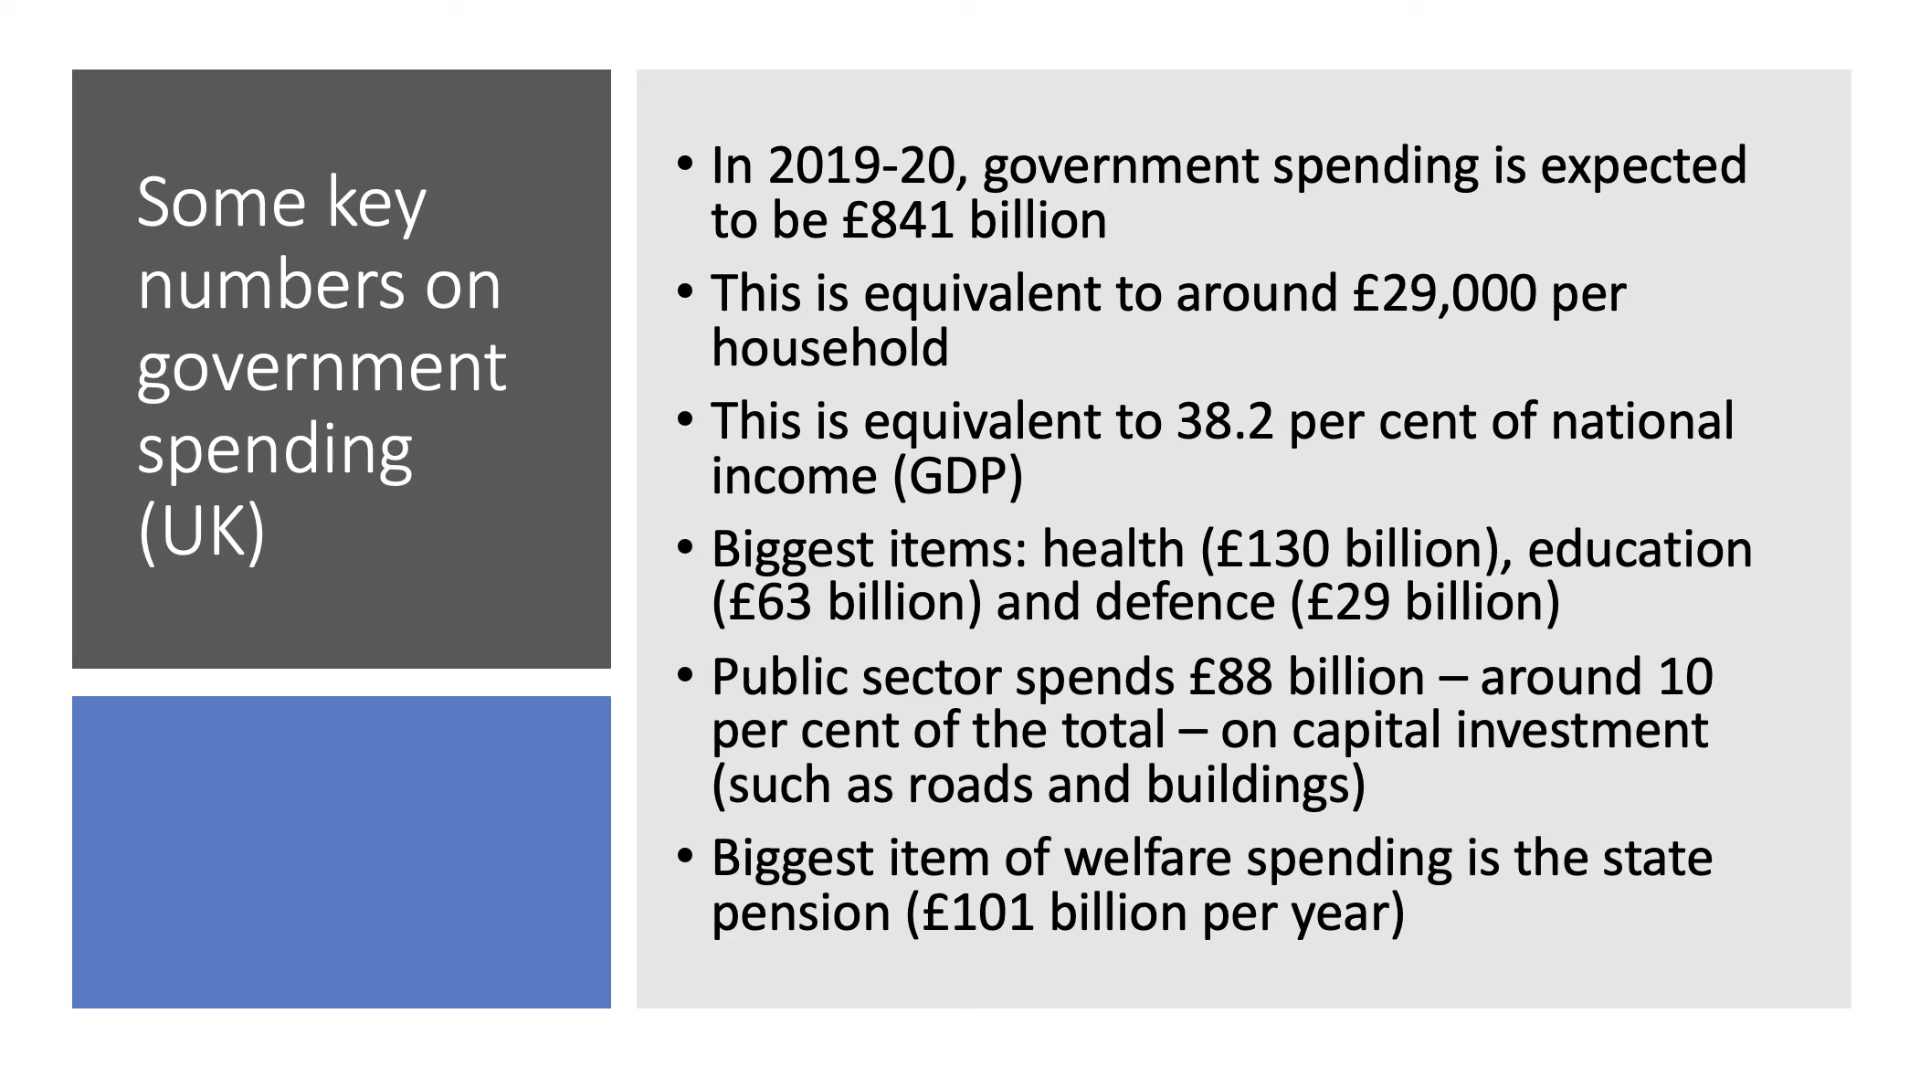 Some key
numbers on
government
spending
(UK)
• In 2019-20, government spending is expected
to be £841 billion
• This is equivalent to around £29,000 per
household
• This is equivalent to 38.2 per cent of national
income (GDP)
• Biggest items: health (£130 billion), education
(£63 billion) and defence (£29 billion)
• Public sector spends £88 billion – around 10
per cent of the total – on capital investment
(such as roads and buildings)
• Biggest item of welfare spending is the state
pension (£101 billion per year)